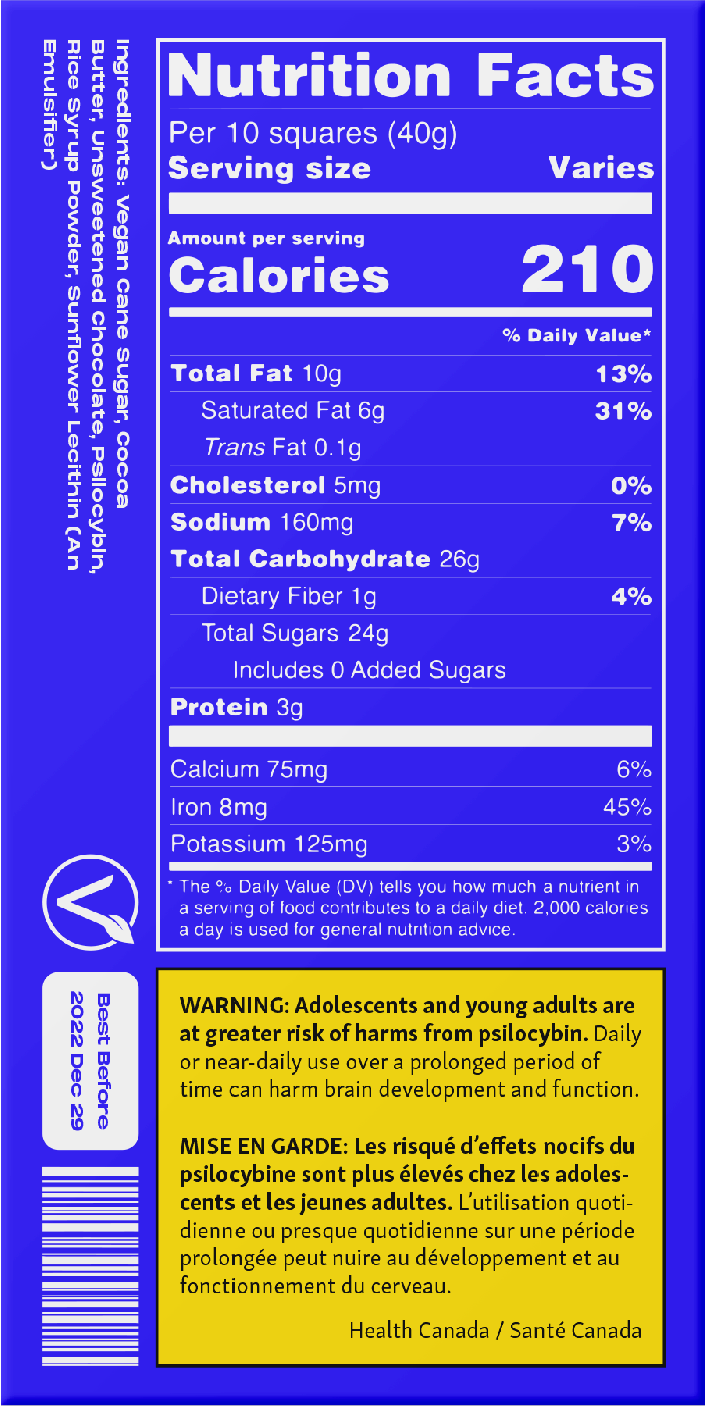 Ingredients: Vegan Cane Sugar, Cocoa
Butter, Unsweetened Chocolate, Psilocybin,
Rice Syrup Powder, Sunflower Lecithin (An
Emulsifier)
Nutrition Facts
Per 10 squares (40g)
Serving size Varies
Amount per serving
Calories 210
% Daily Value*
Total Fat 10g 13%
Saturated Fat 6g 31%
Trans Fat 0.1g
Cholesterol 5mg 0%
Sodium 160mg 7%
Total Carbohydrate 26g
Dietary Fiber 1g 4%
Total Sugars 24g
Includes 0 Added Sugars
Protein 3g
Calcium 75mg 6%
Iron 8mg 45%
Potassium 125mg 3%
* The % Daily Value (DV) tells you how much a nutrient in
a serving of food contributes to a daily diet. 2,000 calories
a day is used for general nutrition advice.
Best Before
2022 Dec 29
WARNING: Adolescents and young adults are
at greater risk of harms from psilocybin. Daily
or near-daily use over a prolonged period of
time can harm brain development and function.
MISE EN GARDE: Les risqué d'effets nocifs du
psilocybine sont plus élevés chez les adoles-
cents et les jeunes adultes. L'utilisation quoti-
dienne ou presque quotidienne sur une période
prolongée peut nuire au développement et au
fonctionnement du cerveau.
Health Canada / Santé Canada